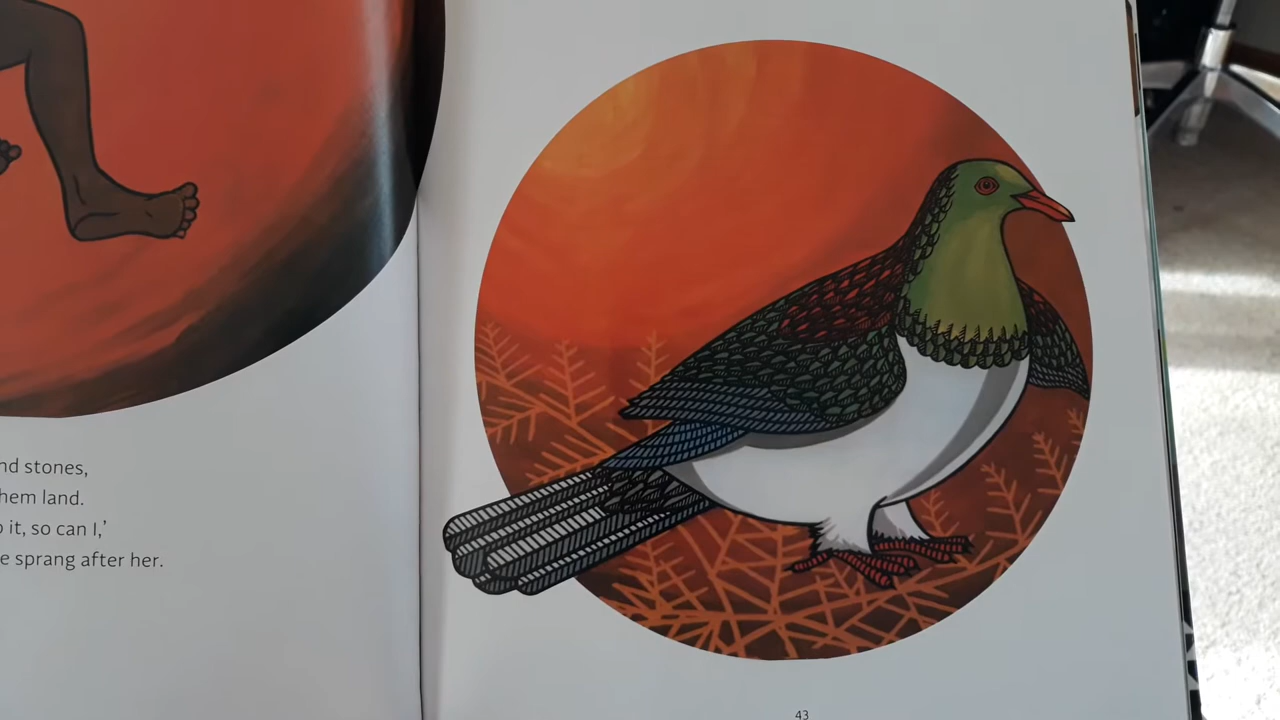 nd stones,
hem land.
it, so can I,'
e sprang after her.
43